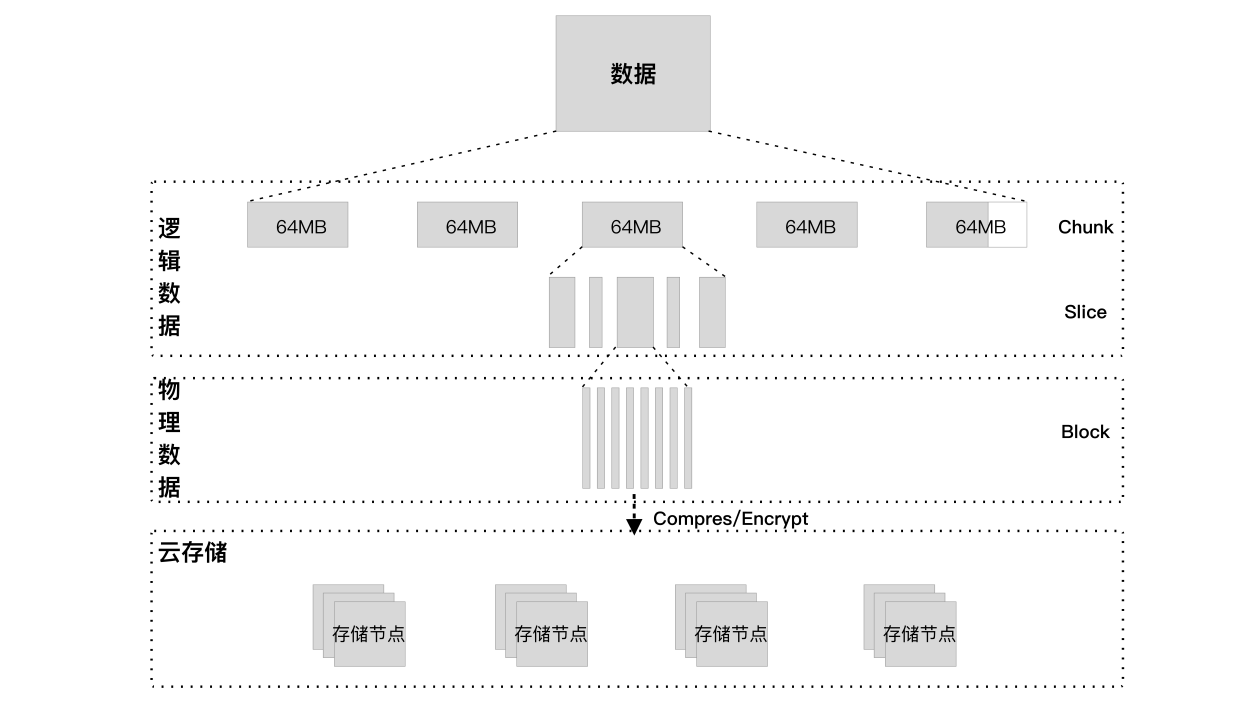 数据
逻辑数据
64MB
64MB
64MB
64MB
64MB
Chunk
Slice
物理数据
Block
Compres/Encrypt
云存储
存储节点
存储节点
存储节点
存储节点